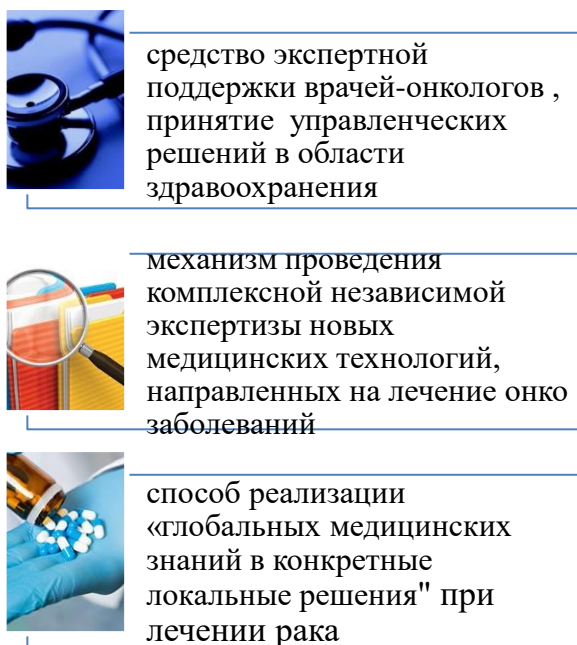 средство экспертной
поддержки врачей-онкологов ,
принятие управленческих
решений в области
здравоохранения
механизм проведения
комплексной независимой
экспертизы новых
медицинских технологий,
направленных на лечение онко
заболеваний
способ реализации
«глобальных медицинских
знаний в конкретные
локальные решения" при
лечении рака